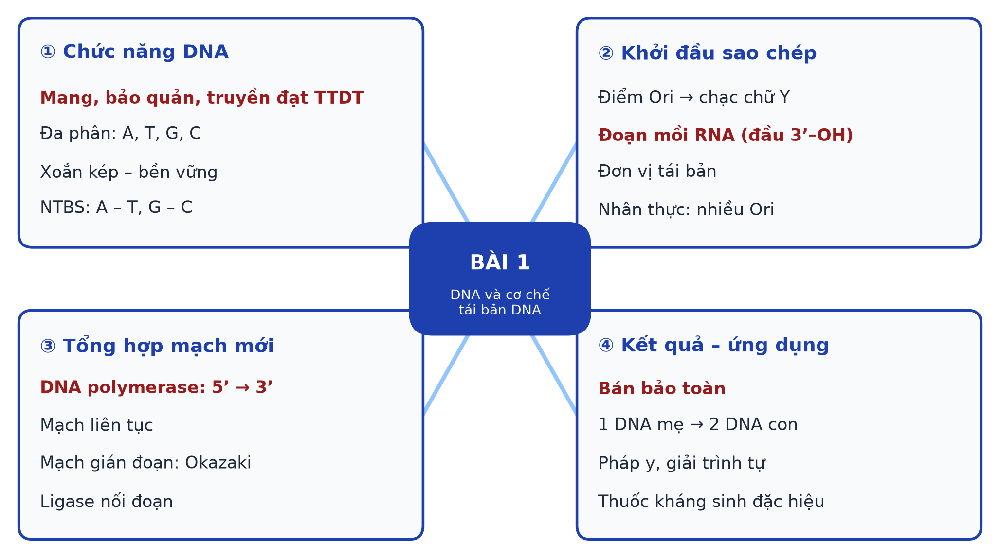 ① Chức năng DNA
Mang, bảo quản, truyền đạt TTDT
Đa phân: A, T, G, C
Xoắn kép – bền vững
NTBS: A – T, G – C
② Khởi đầu sao chép
Điểm Ori → chạc chữ Y
Đoạn mồi RNA (đầu 3’–OH)
Đơn vị tái bản
Nhân thực: nhiều Ori
BÀI 1
DNA và cơ chế
tái bản DNA
③ Tổng hợp mạch mới
DNA polymerase: 5’ → 3’
Mạch liên tục
Mạch gián đoạn: Okazaki
Ligase nối đoạn
④ Kết quả – ứng dụng
Bán bảo toàn
1 DNA mẹ → 2 DNA con
Pháp y, giải trình tự
Thuốc kháng sinh đặc hiệu